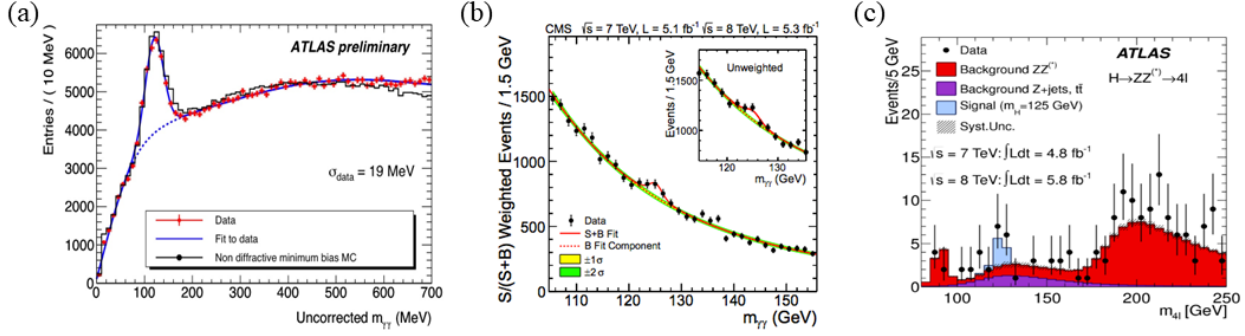 (a)
ATLAS preliminary
Entries / (10 MeV)
6000
5000
4000
3000
2000
1000
0
σdata = 19 MeV
Data
Fit to data
Non diffractive minimum bias MC
0 100 200 300 400 500 600 700
Uncorrected mγγ (MeV)
(b)
CMS √s = 7 TeV, L = 5.1 fb⁻¹ √s = 8 TeV, L = 5.3 fb⁻¹
S/(S+B) Weighted Events / 1.5 GeV
1500
1000
500
0
Unweighted
Events / 1.5 GeV
1500
1000
120 130
mγγ (GeV)
Data
S+B Fit
B Fit Component
±1σ
±2σ
110 120 130 140 150
mγγ (GeV)
(c)
Events/5 GeV
30
25
20
15
10
5
0
Data
Background ZZ(*)
Background Z+jets, tt̄
Signal (mH=125 GeV)
Syst.Unc.
ATLAS
H→ZZ(*)→4l
√s = 7 TeV: ∫Ldt = 4.8 fb⁻¹
√s = 8 TeV: ∫Ldt = 5.8 fb⁻¹
100 150 200 250
m4l [GeV]